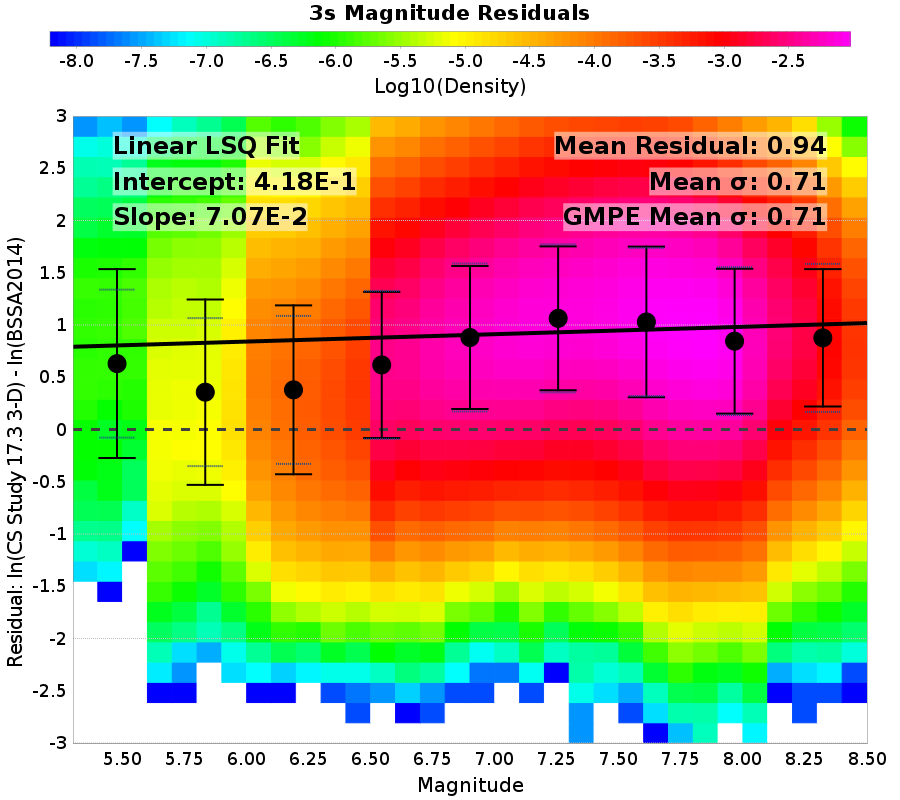 3s Magnitude Residuals
-8.0 -7.5 -7.0 -6.5 -6.0 -5.5 -5.0 -4.5 -4.0 -3.5 -3.0 -2.5
Log10(Density)
Linear LSQ Fit
Intercept: 4.18E-1
Slope: 7.07E-2
Mean Residual: 0.94
Mean σ: 0.71
GMPE Mean σ: 0.71
Residual: ln(CS Study 17.3 3-D) - ln(BSSA2014)
3
2.5
2
1.5
1
0.5
0
-0.5
-1
-1.5
-2
-2.5
-3
5.50 5.75 6.00 6.25 6.50 6.75 7.00 7.25 7.50 7.75 8.00 8.25 8.50
Magnitude